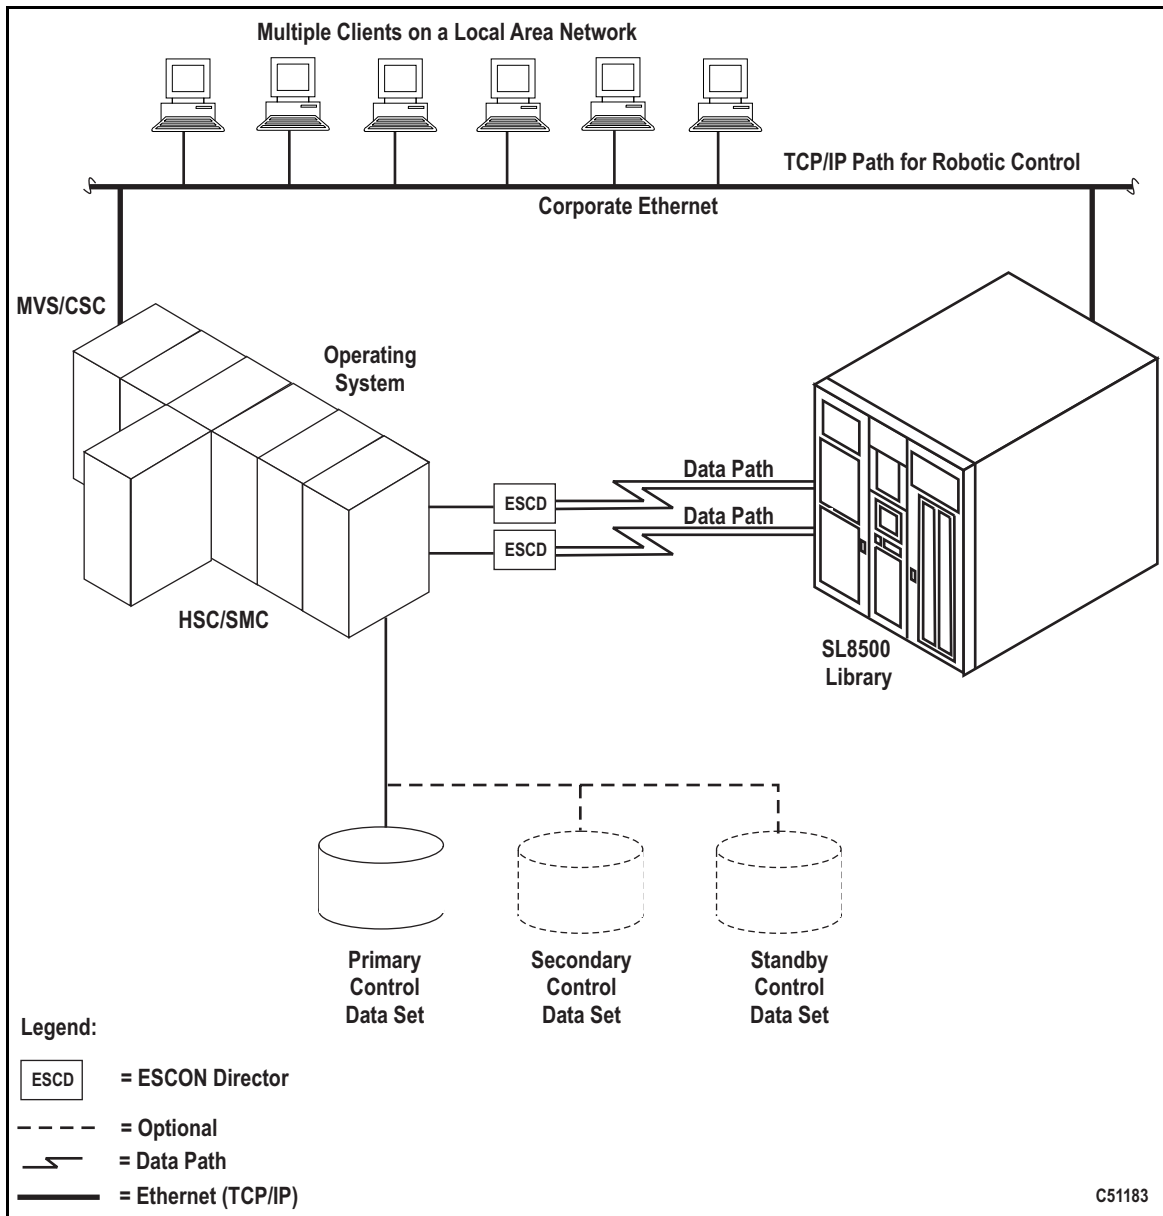 Multiple Clients on a Local Area Network
TCP/IP Path for Robotic Control
Corporate Ethernet
MVS/CSC
Operating
System
Data Path
ESCD
Data Path
ESCD
HSC/SMC
SL8500
Library
Primary
Control
Data Set
Secondary
Control
Data Set
Standby
Control
Data Set
Legend:
ESCD = ESCON Director
= Optional
= Data Path
= Ethernet (TCP/IP)
C51183